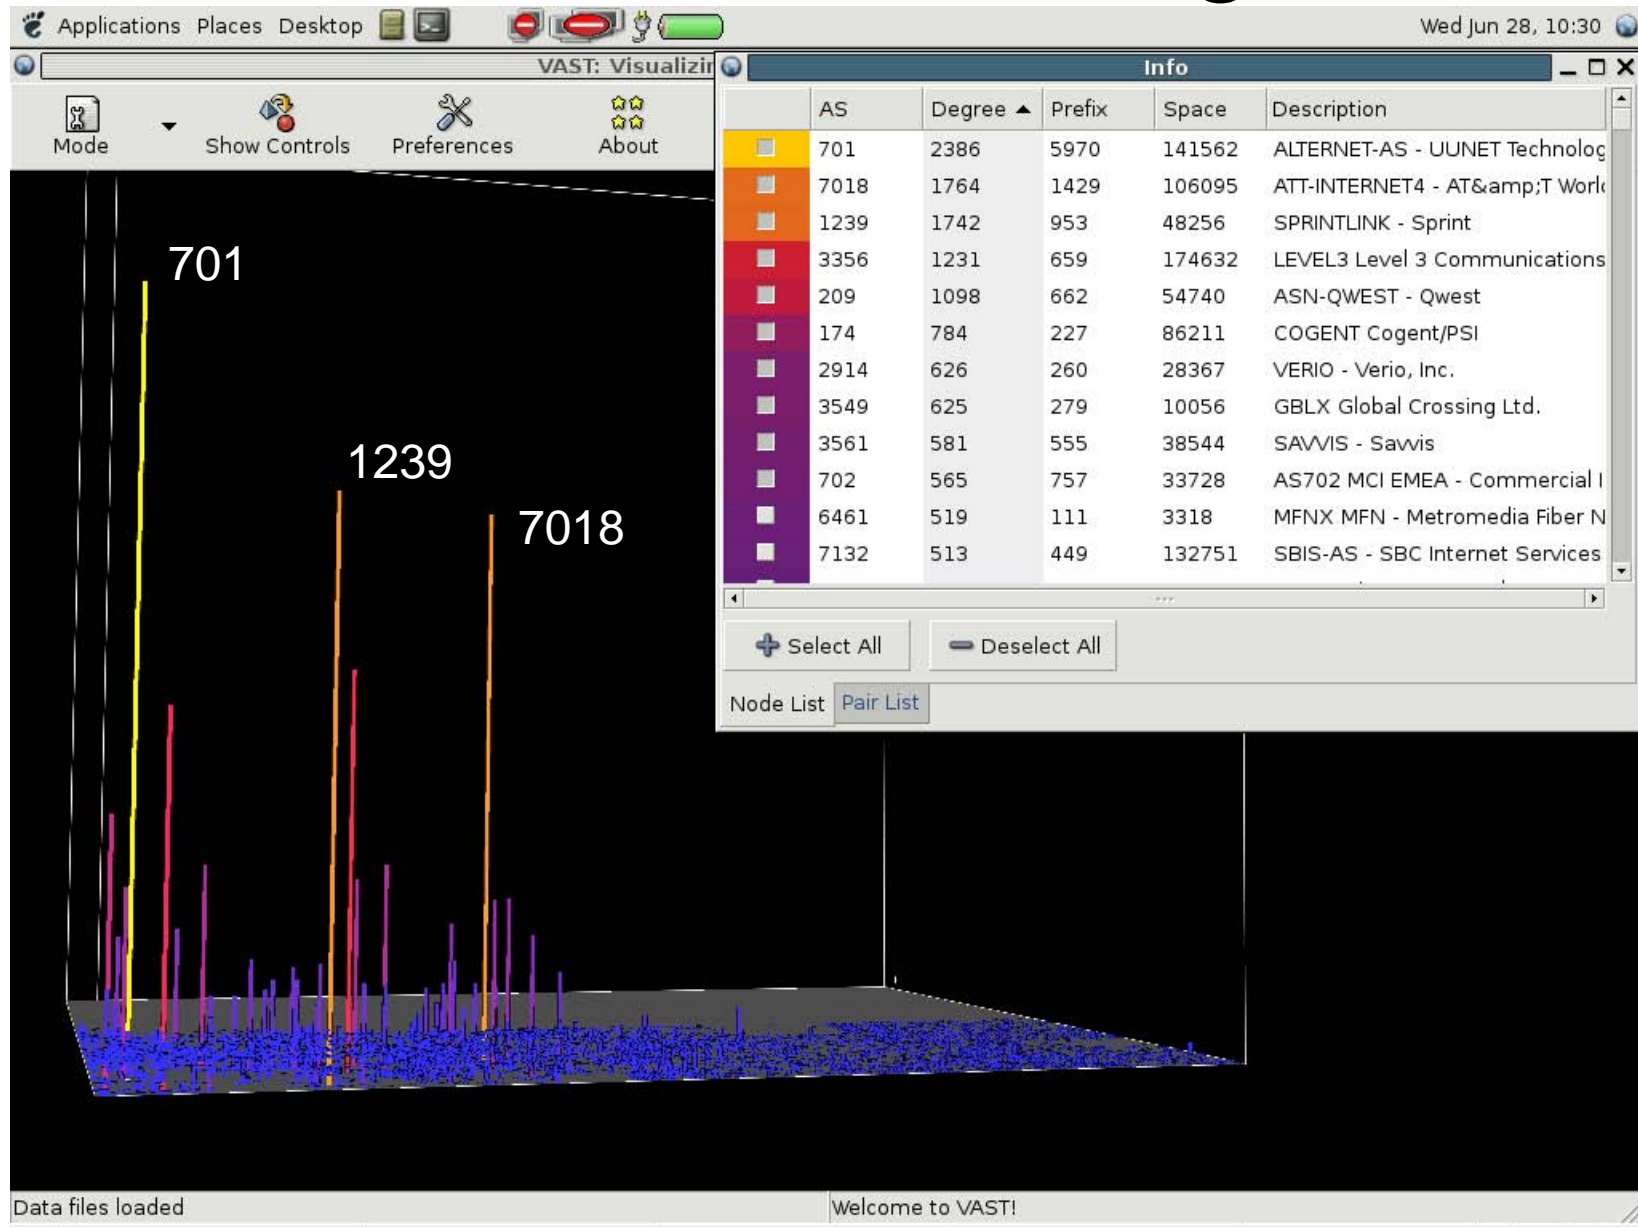 Applications Places Desktop Wed Jun 28, 10:30
VAST: Visualizin Info
Mode Show Controls Preferences About
AS Degree Prefix Space Description
701 2386 5970 141562 ALTERNET-AS - UUNET Technolog
7018 1764 1429 106095 ATT-INTERNET4 - AT&amp;T World
1239 1742 953 48256 SPRINTLINK - Sprint
3356 1231 659 174632 LEVEL3 Level 3 Communications
209 1098 662 54740 ASN-QWEST - Qwest
174 784 227 86211 COGENT Cogent/PSI
2914 626 260 28367 VERIO - Verio, Inc.
3549 625 279 10056 GBLX Global Crossing Ltd.
3561 581 555 38544 SAVVIS - Savvis
702 565 757 33728 AS702 MCI EMEA - Commercial I
6461 519 111 3318 MFNX MFN - Metromedia Fiber N
7132 513 449 132751 SBIS-AS - SBC Internet Services
Select All Deselect All
Node List Pair List
701
1239
7018
Data files loaded Welcome to VAST!